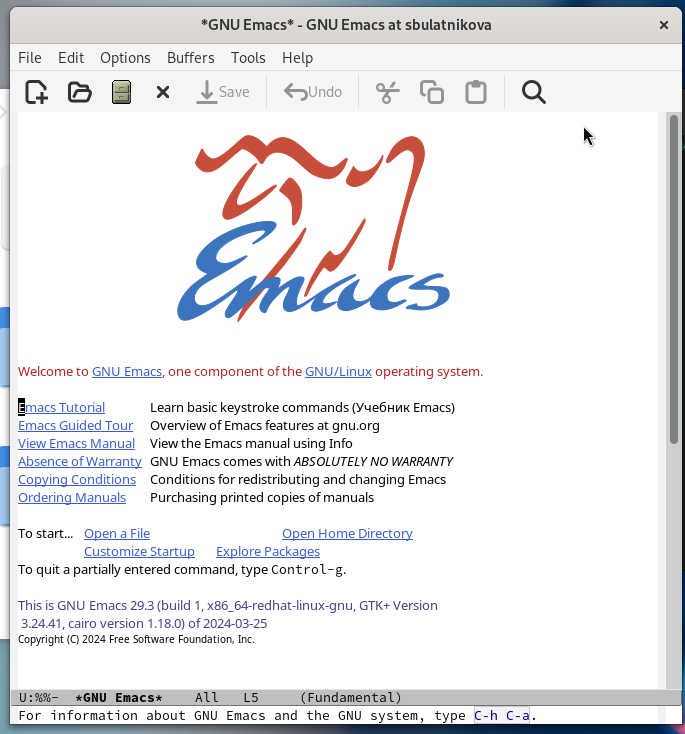 *GNU Emacs* - GNU Emacs at sbulatnikova
File Edit Options Buffers Tools Help
Save Undo
Emacs
Welcome to GNU Emacs, one component of the GNU/Linux operating system.
Emacs Tutorial Learn basic keystroke commands (Учебник Emacs)
Emacs Guided Tour Overview of Emacs features at gnu.org
View Emacs Manual View the Emacs manual using Info
Absence of Warranty GNU Emacs comes with ABSOLUTELY NO WARRANTY
Copying Conditions Conditions for redistributing and changing Emacs
Ordering Manuals Purchasing printed copies of manuals
To start... Open a File Open Home Directory
Customize Startup Explore Packages
To quit a partially entered command, type Control-g.
This is GNU Emacs 29.3 (build 1, x86_64-redhat-linux-gnu, GTK+ Version
3.24.41, cairo version 1.18.0) of 2024-03-25
Copyright (C) 2024 Free Software Foundation, Inc.
U:%%- *GNU Emacs* All L5 (Fundamental)
For information about GNU Emacs and the GNU system, type C-h C-a.